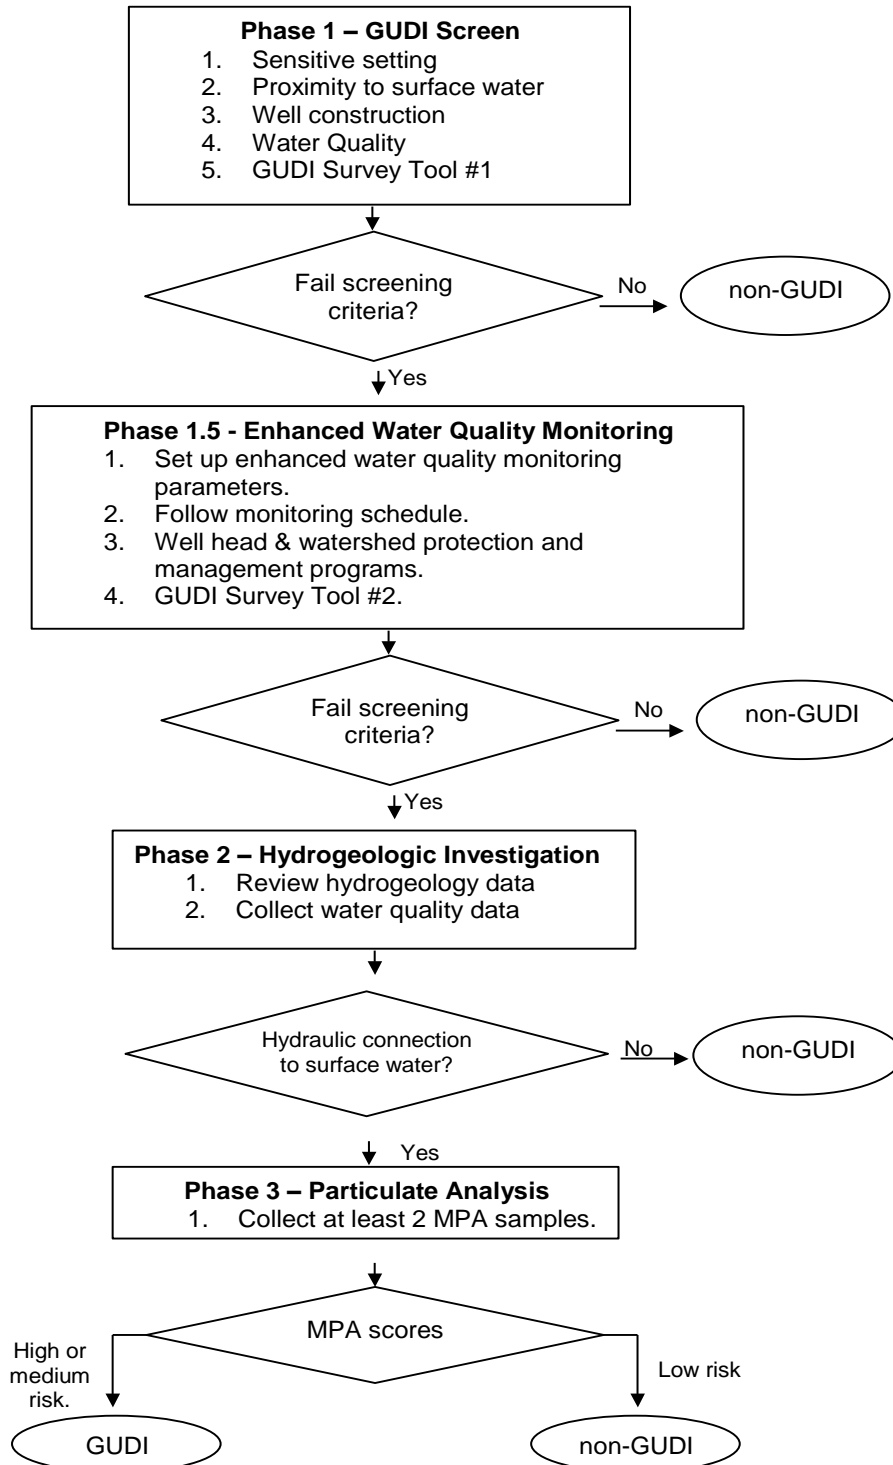 Phase 1 – GUDI Screen
1. Sensitive setting
2. Proximity to surface water
3. Well construction
4. Water Quality
5. GUDI Survey Tool #1
Fail screening
criteria?
No
non-GUDI
Yes
Phase 1.5 - Enhanced Water Quality Monitoring
1. Set up enhanced water quality monitoring
parameters.
2. Follow monitoring schedule.
3. Well head & watershed protection and
management programs.
4. GUDI Survey Tool #2.
Fail screening
criteria?
No
non-GUDI
Yes
Phase 2 – Hydrogeologic Investigation
1. Review hydrogeology data
2. Collect water quality data
Hydraulic connection
to surface water?
No
non-GUDI
Yes
Phase 3 – Particulate Analysis
1. Collect at least 2 MPA samples.
MPA scores
High or
medium
risk.
Low risk
GUDI
non-GUDI